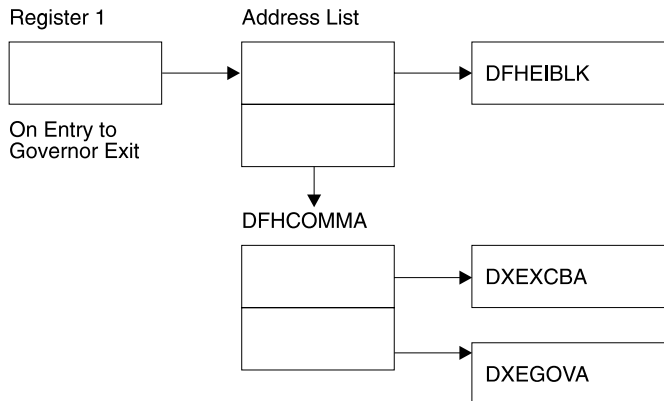 Register 1
Address List
DFHEIBLK
On Entry to
Governor Exit
DFHCOMMA
DXEXCBA
DXEGOVA